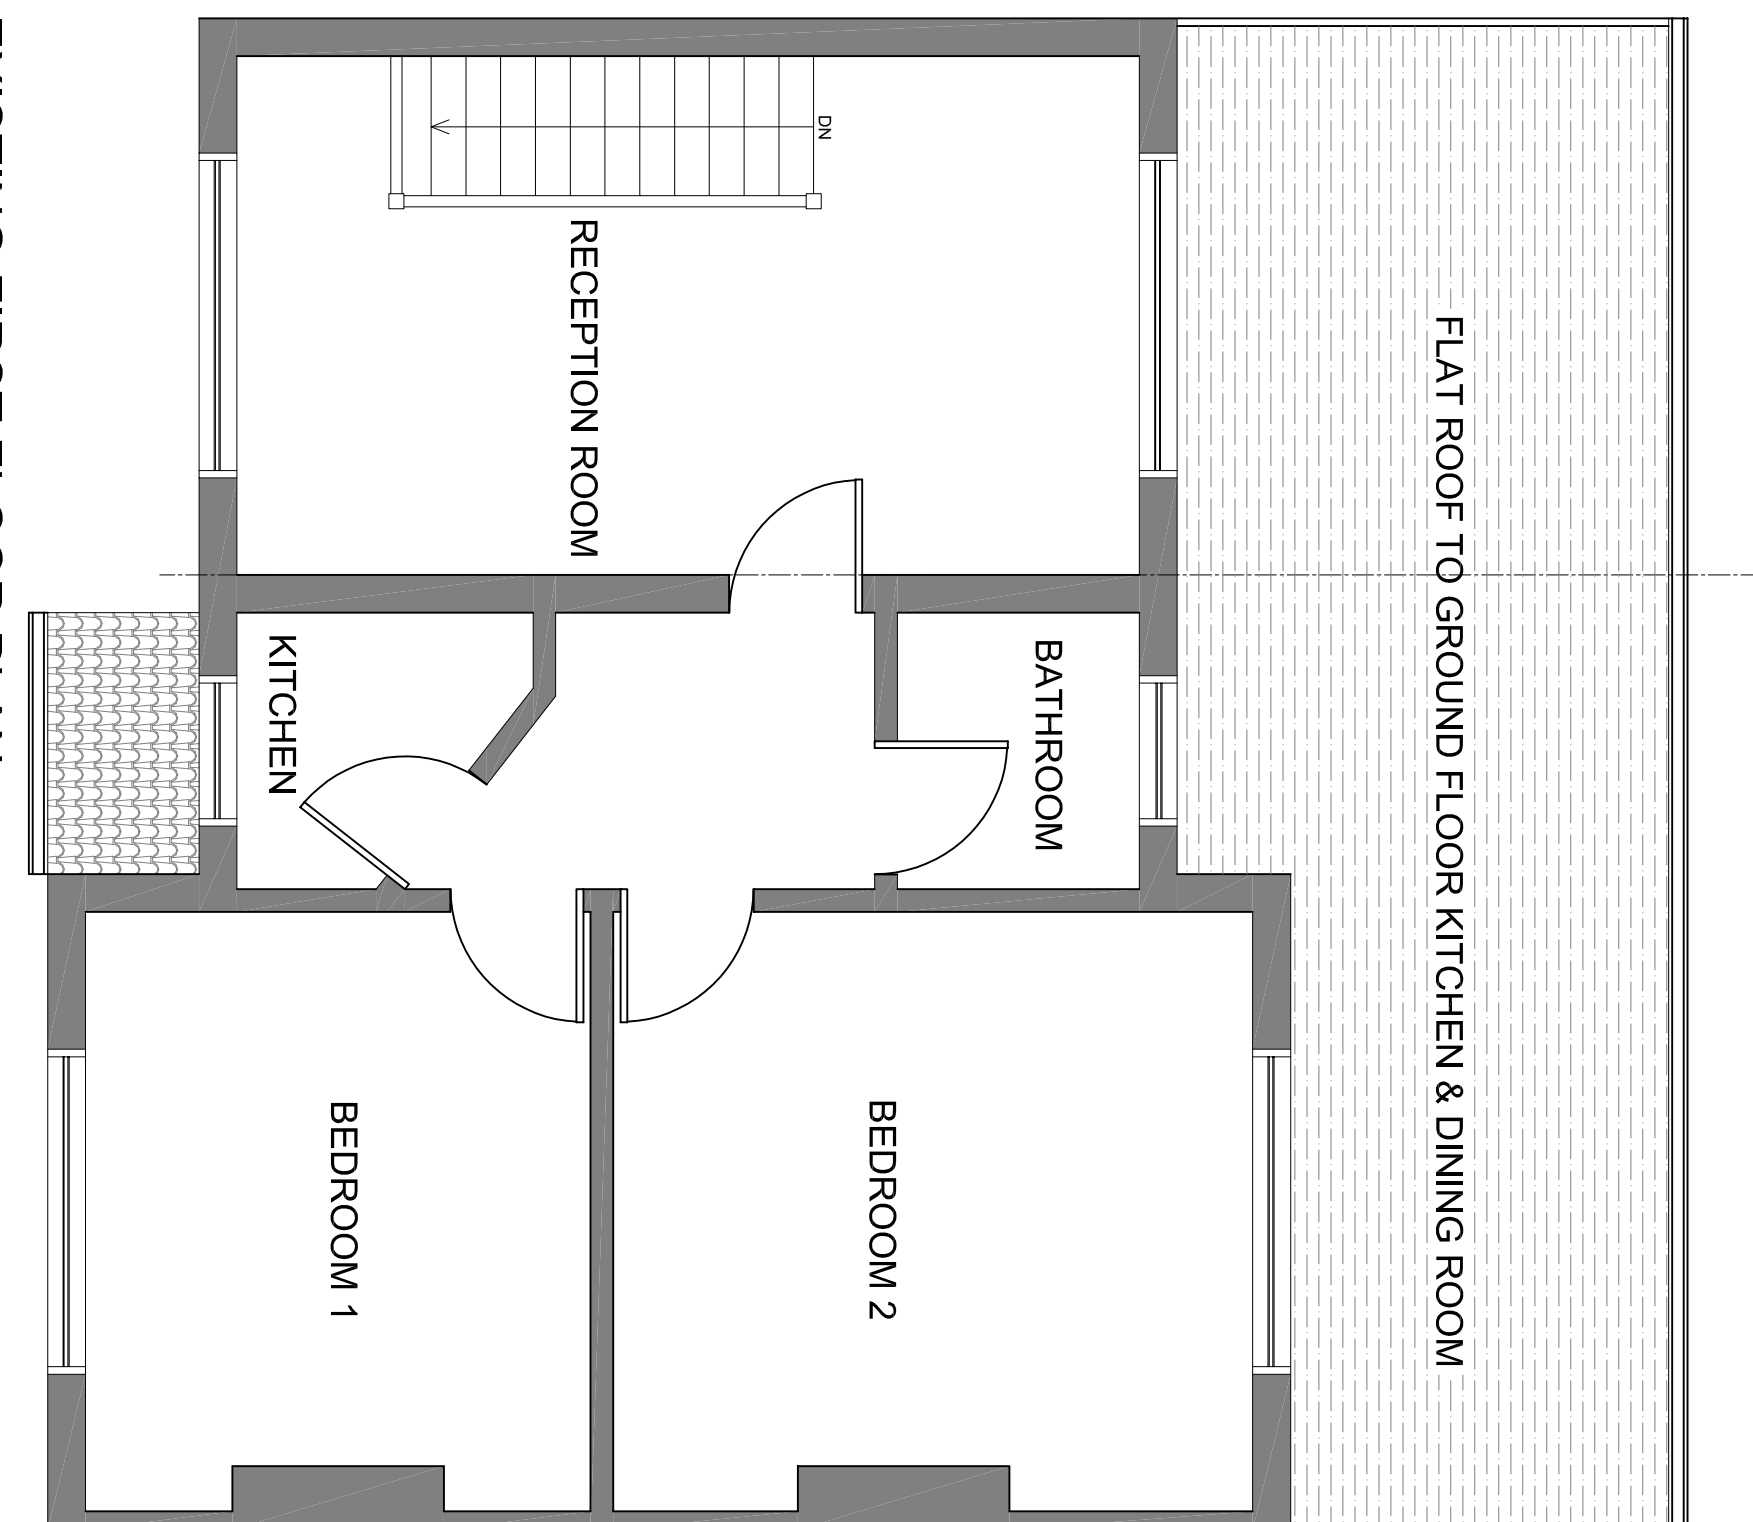 FLAT ROOF TO GROUND FLOOR KITCHEN & DINING ROOM
DN
RECEPTION ROOM
BATHROOM
KITCHEN
BEDROOM 2
BEDROOM 1